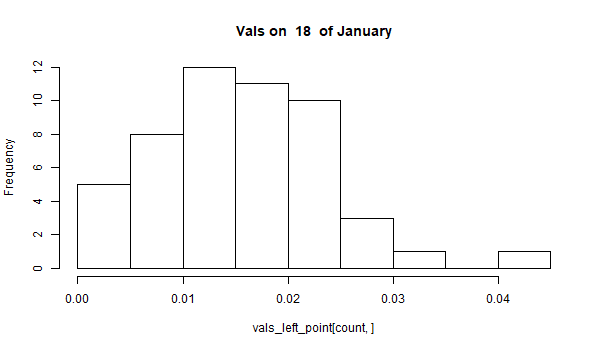 Vals on  18  of January
Frequency
12
10
8
6
4
2
0
0.00 0.01 0.02 0.03 0.04
vals_left_point[count, ]